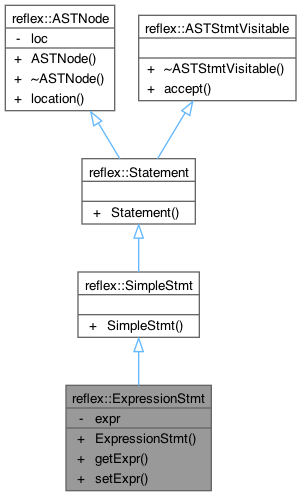 reflex::ASTNode
- loc
+ ASTNode()
+ ~ASTNode()
+ location()
reflex::ASTStmtVisitable
+ ~ASTStmtVisitable()
+ accept()
reflex::Statement
+ Statement()
reflex::SimpleStmt
+ SimpleStmt()
reflex::ExpressionStmt
- expr
+ ExpressionStmt()
+ getExpr()
+ setExpr()